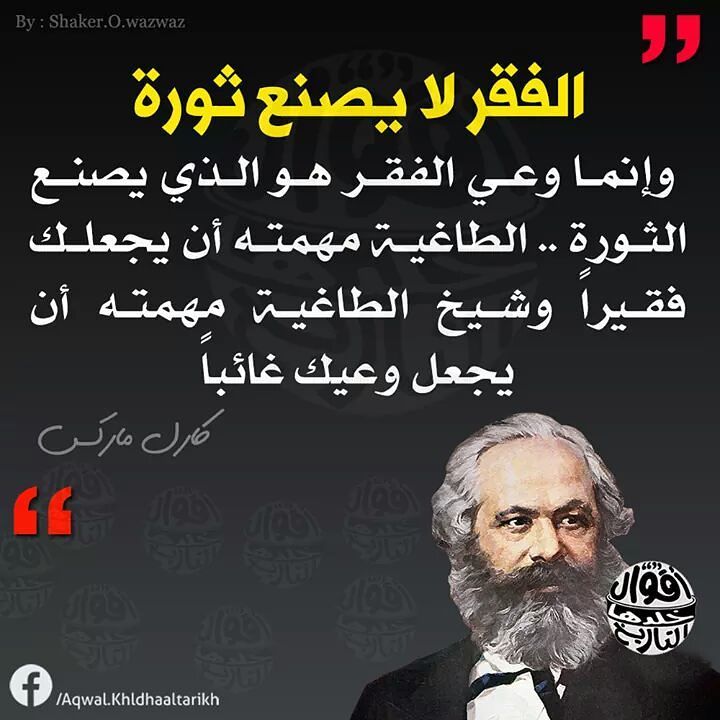 By : Shaker.O.wazwaz
الفقر لا يصنع ثورة
وإنما وعي الفقر هو الذي يصنع
الثورة .. الطاغية مهمته أن يجعلك
فقيراً وشيخ الطاغية مهمته أن
يجعل وعيك غائباً
كارل ماركس
أقوال
خلدها
التاريخ
/Aqwal.Khldhaaltarikh